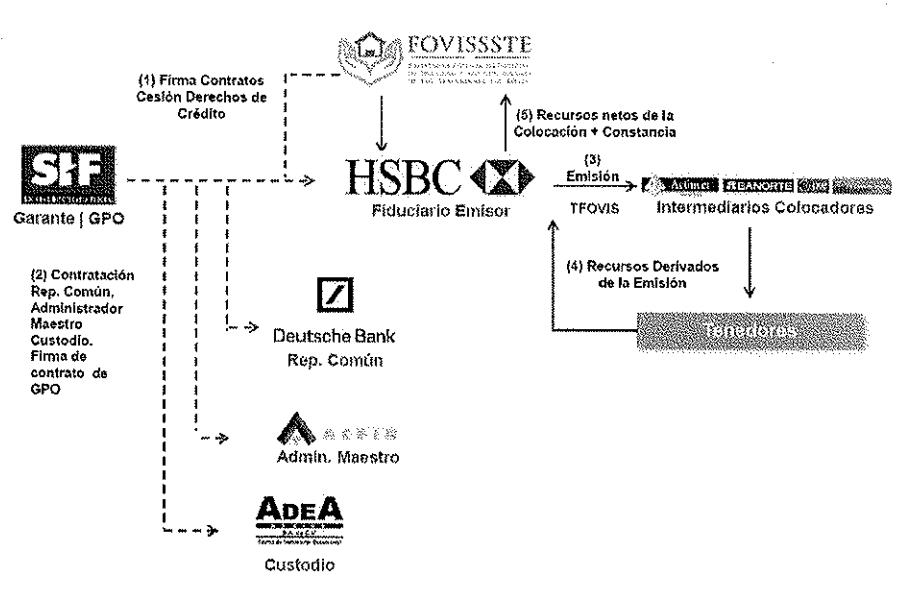 FOVISSSTE
(1) Firma Contratos
Cesión Derechos de
Crédito
(5) Recursos netos de la
Colocación + Constancia
SHF
Garante | GPO
HSBC
Fiduciario Emisor
(3)
Emisión
TFOVIS
Intermediarios Colocadores
(2) Contratación
Rep. Común,
Administrador
Maestro
Custodio.
Firma de
contrato de
GPO
(4) Recursos Derivados
de la Emisión
Tenedores
Deutsche Bank
Rep. Común
Admin. Maestro
ADEA
Custodio